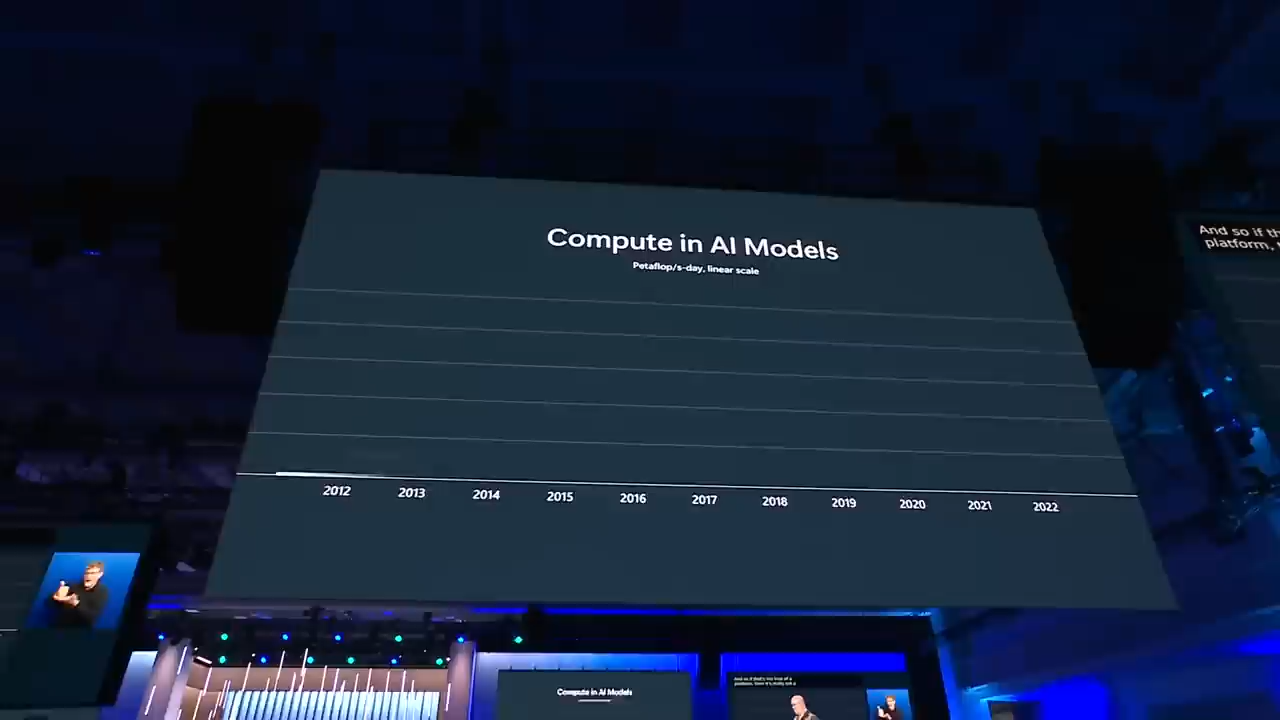 Compute in AI Models
Petaflop/s-day, linear scale
2012 2013 2014 2015 2016 2017 2018 2019 2020 2021 2022
And so if th
platform,
Compute in AI Models